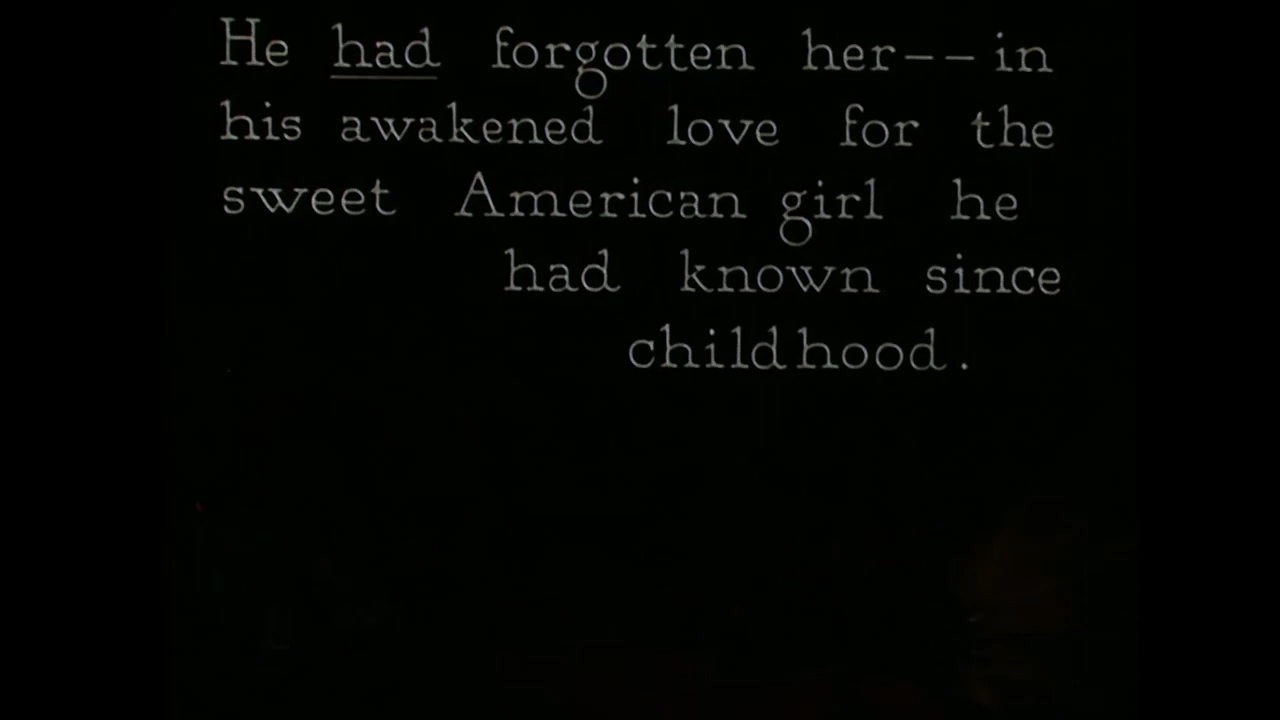 He had forgotten her--in
his awakened love for the
sweet American girl he
had known since
childhood.